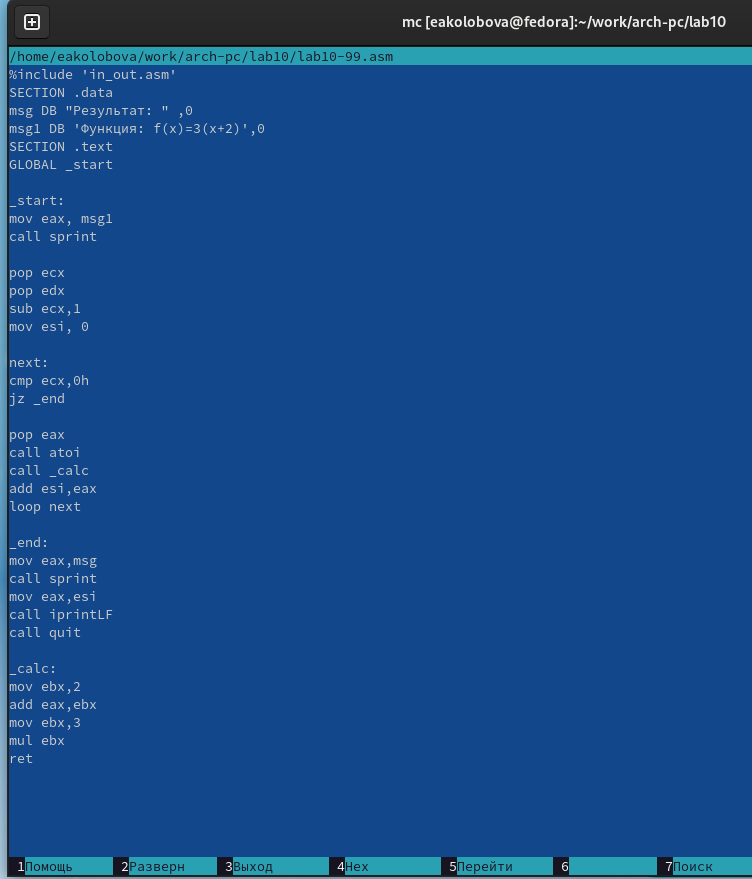 mc [eakolobova@fedora]:~/work/arch-pc/lab10
/home/eakolobova/work/arch-pc/lab10/lab10-99.asm
%include 'in_out.asm'
SECTION .data
msg DB "Результат: " ,0
msg1 DB 'Функция: f(x)=3(x+2)',0
SECTION .text
GLOBAL _start
_start:
mov eax, msg1
call sprint
pop ecx
pop edx
sub ecx,1
mov esi, 0
next:
cmp ecx,0h
jz _end
pop eax
call atoi
call _calc
add esi,eax
loop next
_end:
mov eax,msg
call sprint
mov eax,esi
call iprintLF
call quit
_calc:
mov ebx,2
add eax,ebx
mov ebx,3
mul ebx
ret
1Помощь 2Разверн 3Выход 4Hex 5Перейти 6 7Поиск